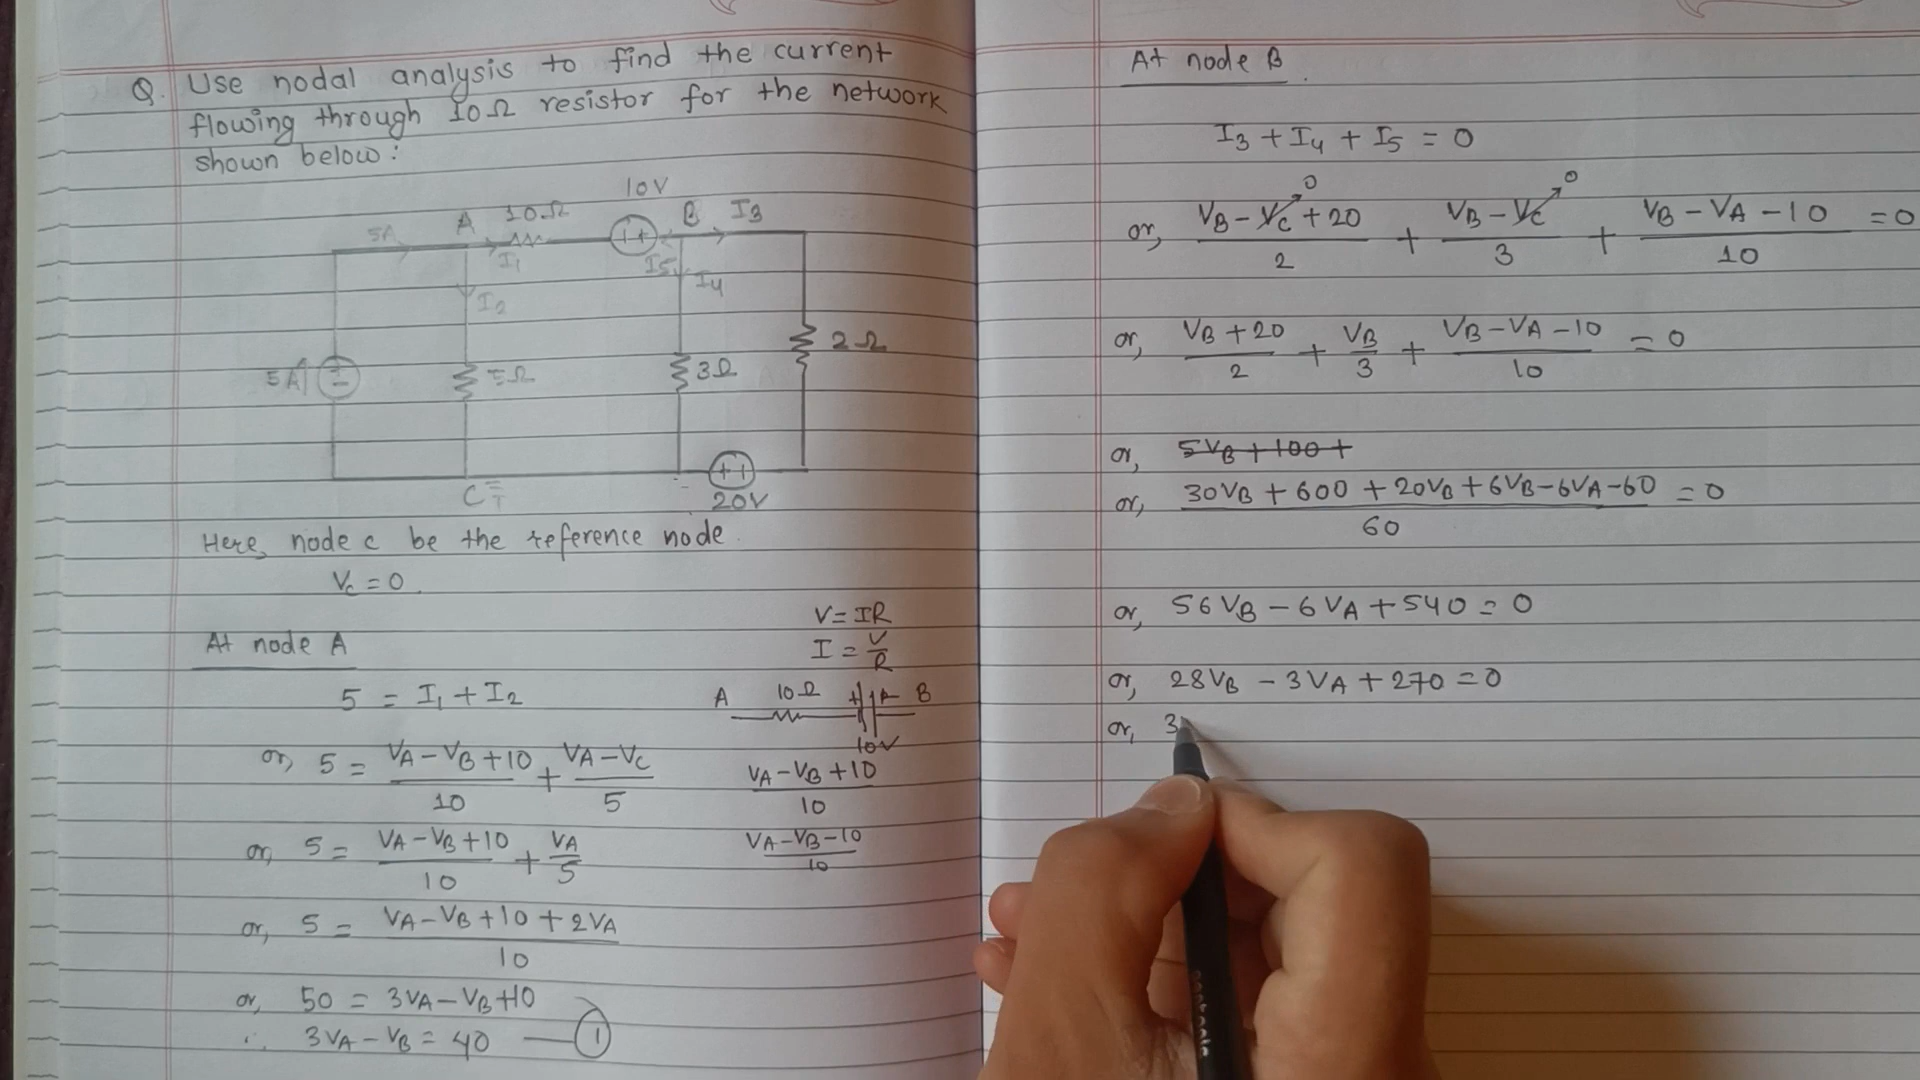 Q. Use nodal analysis to find the current
flowing through 10Ω resistor for the network
shown below:
10V
5A A 10Ω B I3
I1 I5 I4
I2
5A 5Ω 3Ω 2Ω
C
20V
Here, node c be the reference node.
Vc = 0.
At node A
5 = I1 + I2
or, 5 = (VA - VB + 10)/10 + (VA - VC)/5
or, 5 = (VA - VB + 10)/10 + VA/5
or, 5 = (VA - VB + 10 + 2VA)/10
or, 50 = 3VA - VB + 10
∴ 3VA - VB = 40 — ①
V = IR
I = V/R
A 10Ω B
10V
(VA - VB + 10)/10
(VA - VB - 10)/10
At node B
I3 + I4 + I5 = 0
or, (VB - VC + 20)/2 + (VB - VC)/3 + (VB - VA - 10)/10 = 0
or, (VB + 20)/2 + VB/3 + (VB - VA - 10)/10 = 0
or, 5VB + 100 +
or, (30VB + 600 + 20VB + 6VB - 6VA - 60)/60 = 0
or, 56VB - 6VA + 540 = 0
or, 28VB - 3VA + 270 = 0
or, 3